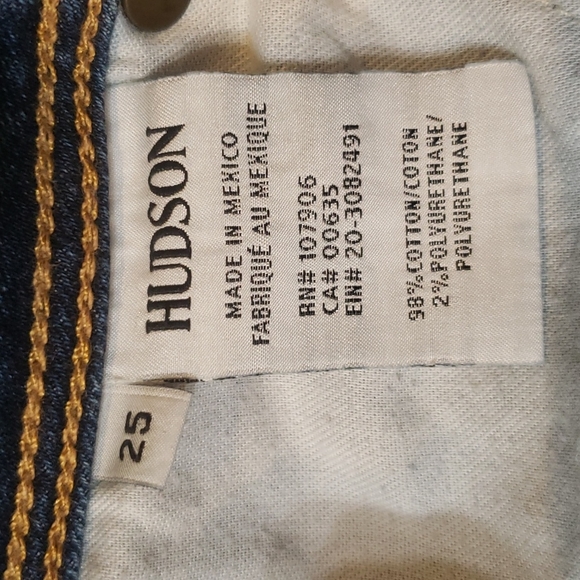 HUDSON
MADE IN MEXICO
FABRIQUÉ AU MEXIQUE
RN# 107906
CA# 00635
EIN# 20-3082491
98%COTTON/COTON
2%POLYURETHANE/
POLYURETHANE
25